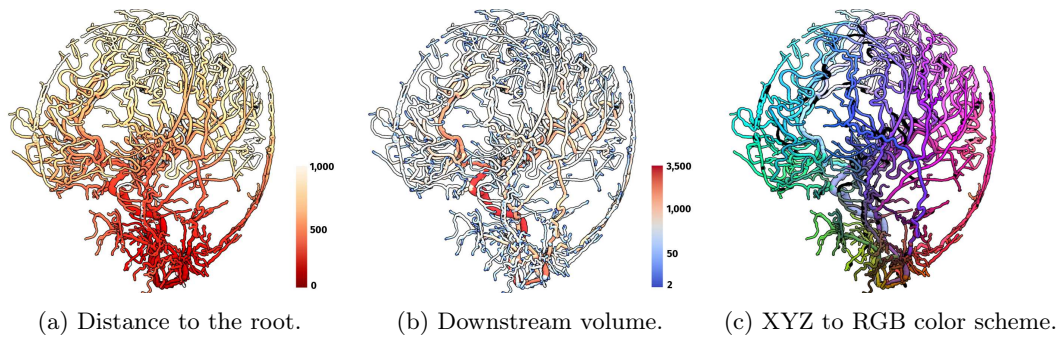 1,000
500
0
3,500
1,000
50
2
(a) Distance to the root.
(b) Downstream volume.
(c) XYZ to RGB color scheme.